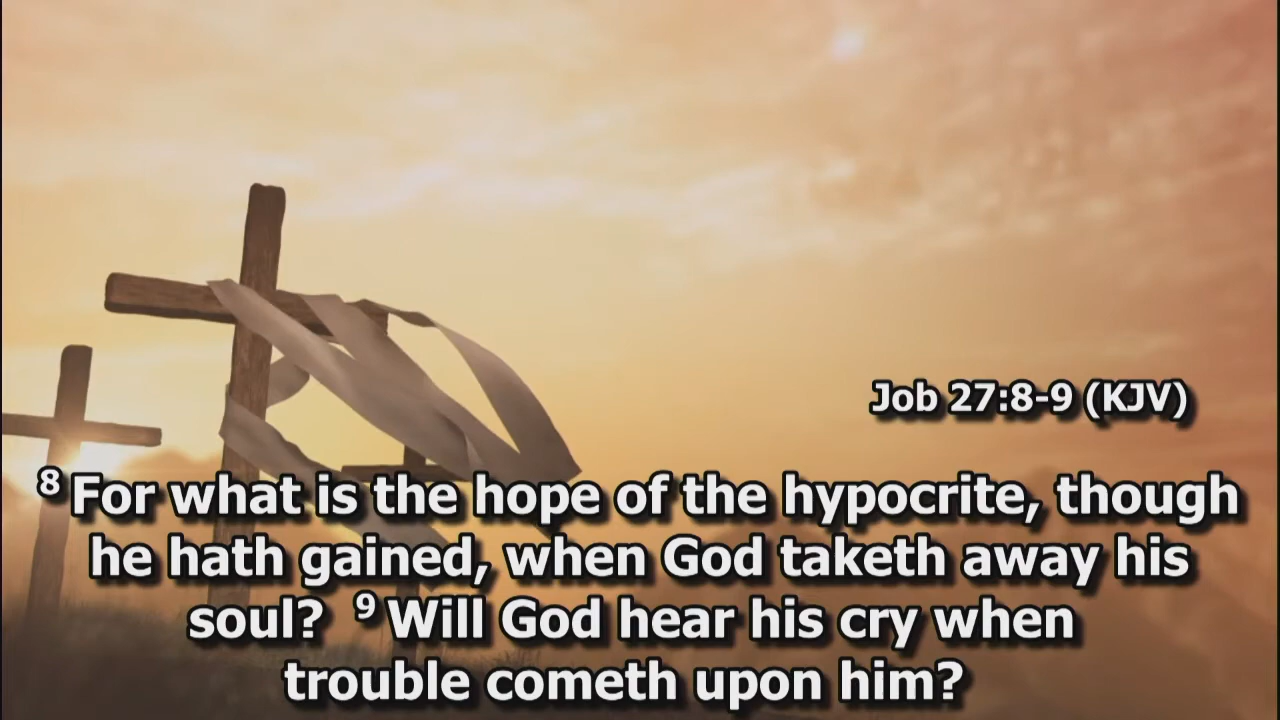 Job 27:8-9 (KJV)
8 For what is the hope of the hypocrite, though
he hath gained, when God taketh away his
soul? 9 Will God hear his cry when
trouble cometh upon him?